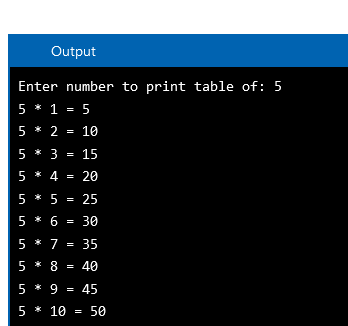 Output
Enter number to print table of: 5
5 * 1 = 5
5 * 2 = 10
5 * 3 = 15
5 * 4 = 20
5 * 5 = 25
5 * 6 = 30
5 * 7 = 35
5 * 8 = 40
5 * 9 = 45
5 * 10 = 50